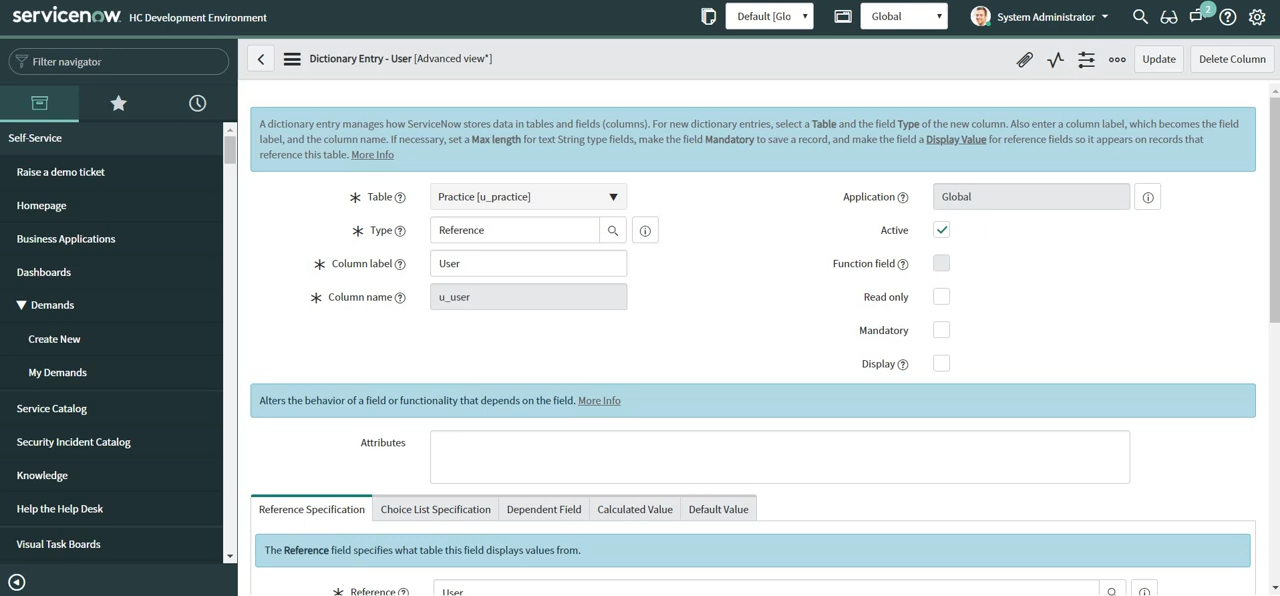 servicenow. HC Development Environment
Default [Glo
Global
System Administrator
2
Filter navigator
Self-Service
Raise a demo ticket
Homepage
Business Applications
Dashboards
Demands
Create New
My Demands
Service Catalog
Security Incident Catalog
Knowledge
Help the Help Desk
Visual Task Boards
Dictionary Entry - User [Advanced view*]
Update
Delete Column
A dictionary entry manages how ServiceNow stores data in tables and fields (columns). For new dictionary entries, select a Table and the field Type of the new column. Also enter a column label, which becomes the field
label, and the column name. If necessary, set a Max length for text String type fields, make the field Mandatory to save a record, and make the field a Display Value for reference fields so it appears on records that
reference this table. More Info
Table Practice [u_practice]
Type Reference
Column label User
Column name u_user
Application Global
Active
Function field
Read only
Mandatory
Display
Alters the behavior of a field or functionality that depends on the field. More Info
Attributes
Reference Specification Choice List Specification Dependent Field Calculated Value Default Value
The Reference field specifies what table this field displays values from.
Reference User